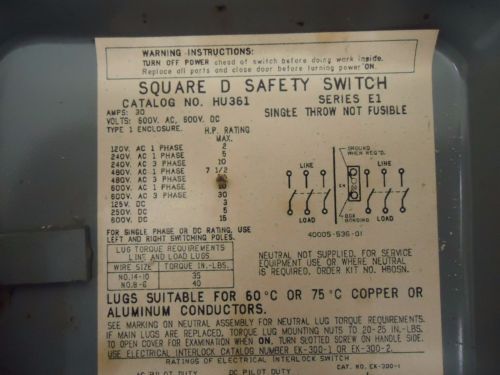 WARNING INSTRUCTIONS:
TURN OFF POWER ahead of switch before doing work inside.
Replace all parts and close door before turning power ON.
SQUARE D SAFETY SWITCH
CATALOG NO. HU361 SERIES E1
AMPS: 30 SINGLE THROW NOT FUSIBLE
VOLTS: 600V. AC, 600V. DC
TYPE 1 ENCLOSURE. H.P. RATING
MAX.
120V. AC 1 PHASE 2
240V. AC 1 PHASE 5
240V. AC 3 PHASE 10
480V. AC 1 PHASE 7 1/2
480V. AC 3 PHASE
600V. AC 1 PHASE 10
600V. AC 3 PHASE 30
125V. DC 3
250V. DC 5
600V. DC 15
GROUND
WHEN REQ'D.
LINE LINE
LOAD LOAD
BOX
BONDING
40005-536-01
FOR SINGLE PHASE OR DC RATING, USE
LEFT AND RIGHT SWITCHING POLES.
LUG TORQUE REQUIREMENTS
LINE AND LOAD LUGS
WIRE SIZE TORQUE IN.-LBS.
NO.14-10 35
NO.8-6 40
NEUTRAL NOT SUPPLIED. FOR SERVICE
EQUIPMENT USE OR WHERE NEUTRAL
IS REQUIRED, ORDER KIT NO. H60SN.
LUGS SUITABLE FOR 60°C OR 75°C COPPER OR
ALUMINUM CONDUCTORS.
SEE MARKING ON NEUTRAL ASSEMBLY FOR NEUTRAL LUG TORQUE REQUIREMENTS.
IF MAIN LUGS ARE REPLACED, TORQUE LUG MOUNTING NUTS TO 20-25 IN.-LBS.
TO OPEN COVER FOR EXAMINATION WHEN ON, TURN SLOTTED SCREW ON HANDLE SIDE.
USE ELECTRICAL INTERLOCK CATALOG NUMBER EK-300-1 OR EK-300-2.
RATINGS OF ELECTRICAL INTERLOCK SWITCH
AC PILOT DUTY DC PILOT DUTY CAT. NO. EK-300-1